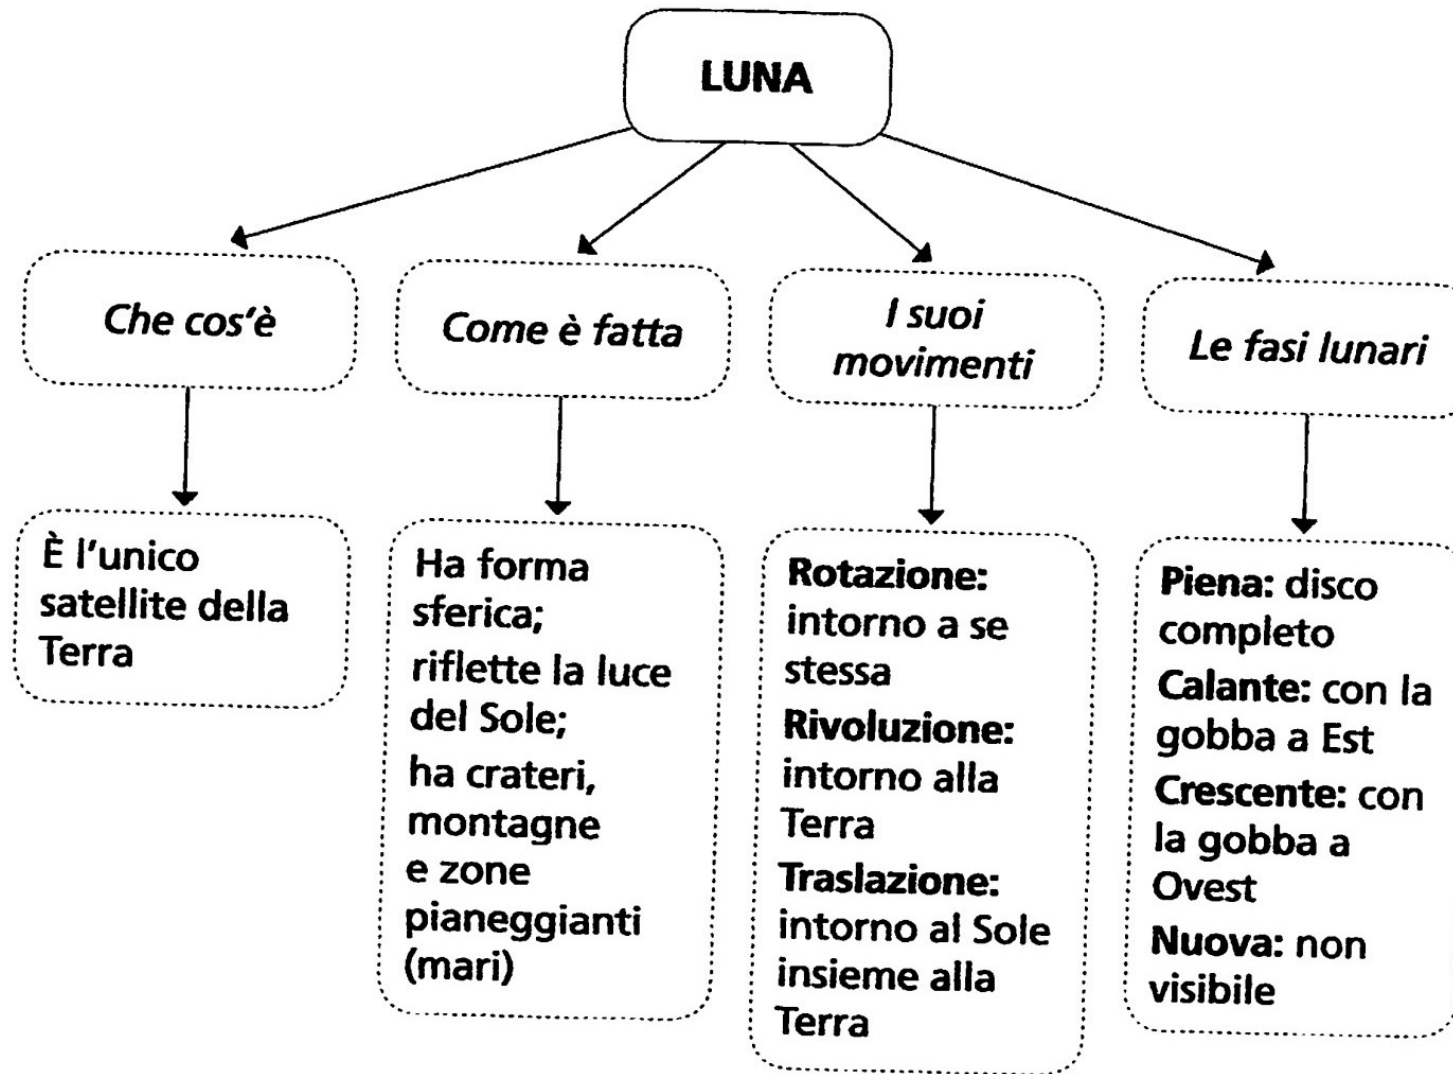 LUNA
Che cos'è
È l'unico
satellite della
Terra
Come è fatta
Ha forma
sferica;
riflette la luce
del Sole;
ha crateri,
montagne
e zone
pianeggianti
(mari)
I suoi
movimenti
Rotazione:
intorno a se
stessa
Rivoluzione:
intorno alla
Terra
Traslazione:
intorno al Sole
insieme alla
Terra
Le fasi lunari
Piena: disco
completo
Calante: con la
gobba a Est
Crescente: con
la gobba a
Ovest
Nuova: non
visibile